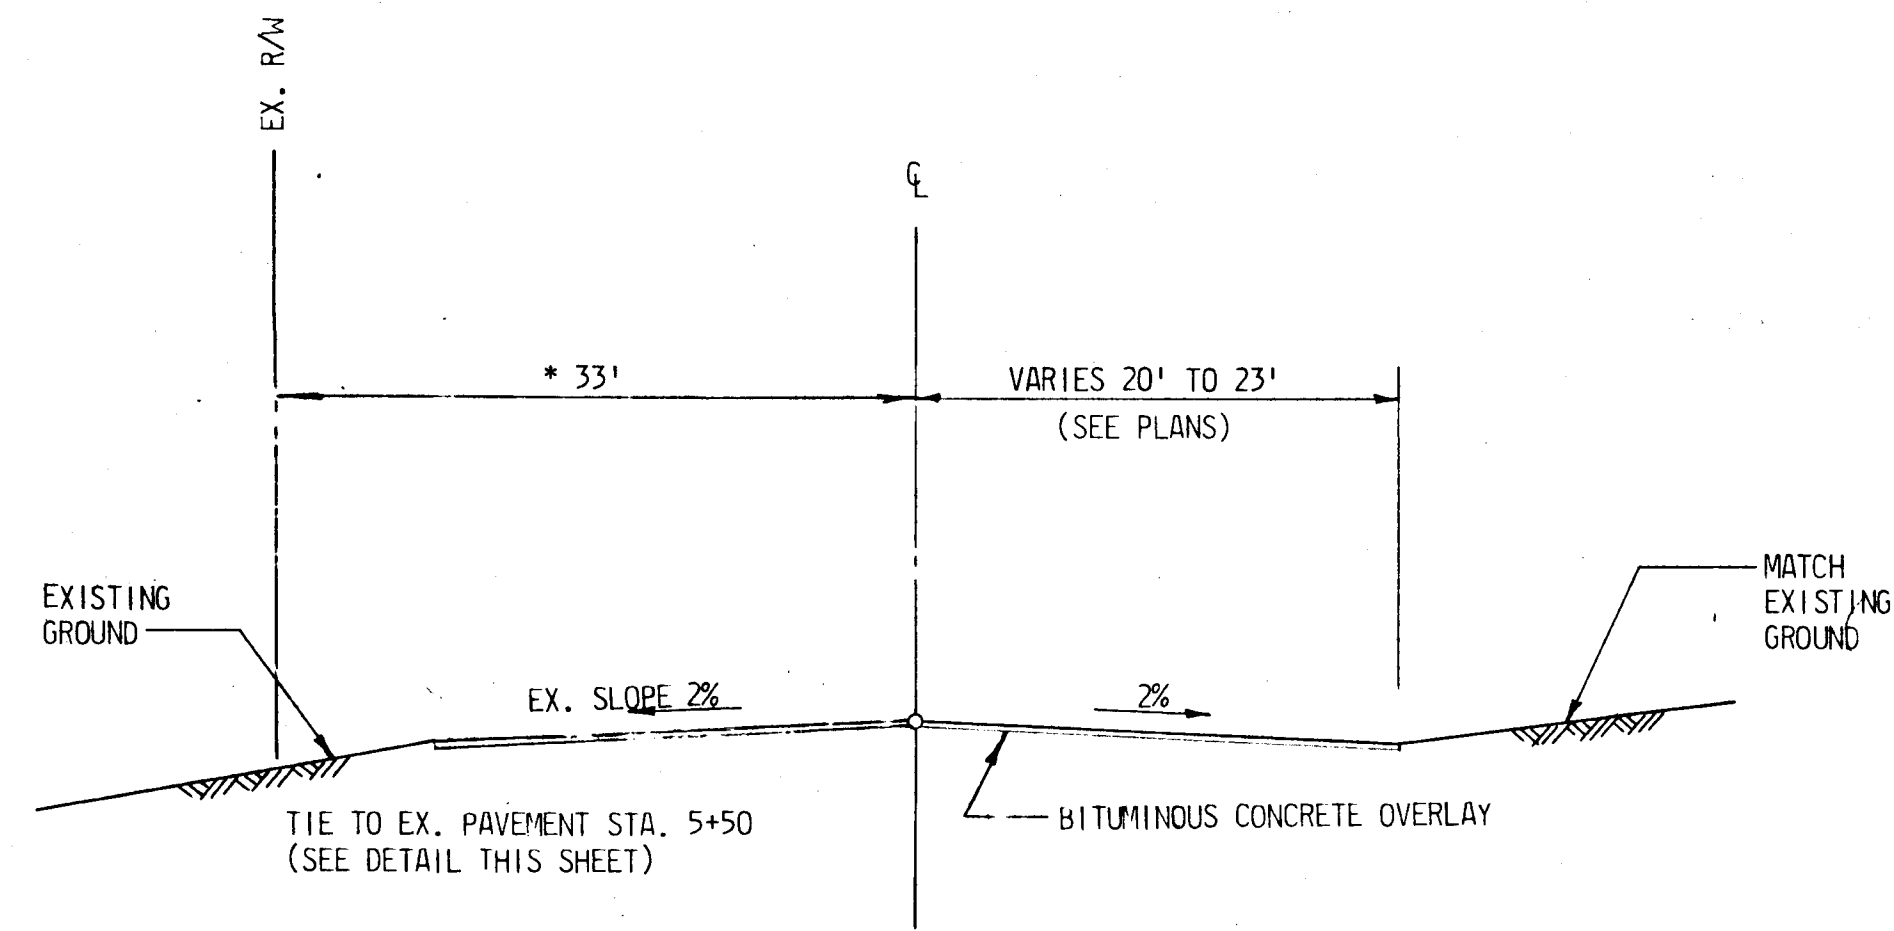 EX. R/W
℄
* 33'
VARIES 20' TO 23'
(SEE PLANS)
EXISTING
GROUND
MATCH
EXISTING
GROUND
EX. SLOPE 2%
2%
TIE TO EX. PAVEMENT STA. 5+50
(SEE DETAIL THIS SHEET)
BITUMINOUS CONCRETE OVERLAY